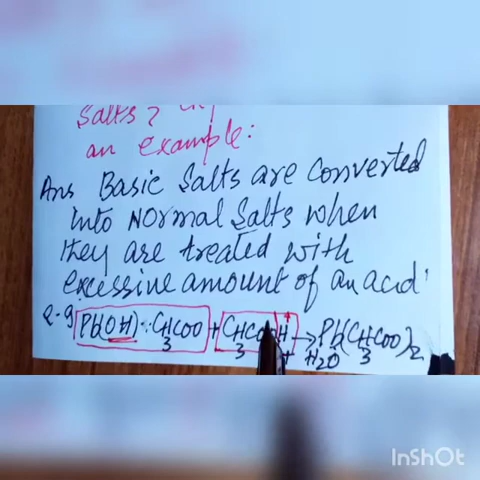 Salts?
an example:
Ans Basic Salts are converted
into Normal Salts when
they are treated with
excessive amount of an acid'
e.g Pb(OH)··CH3COO + CH3COOH+ → Pb(CH3COO)2
+ H2O
InShOt